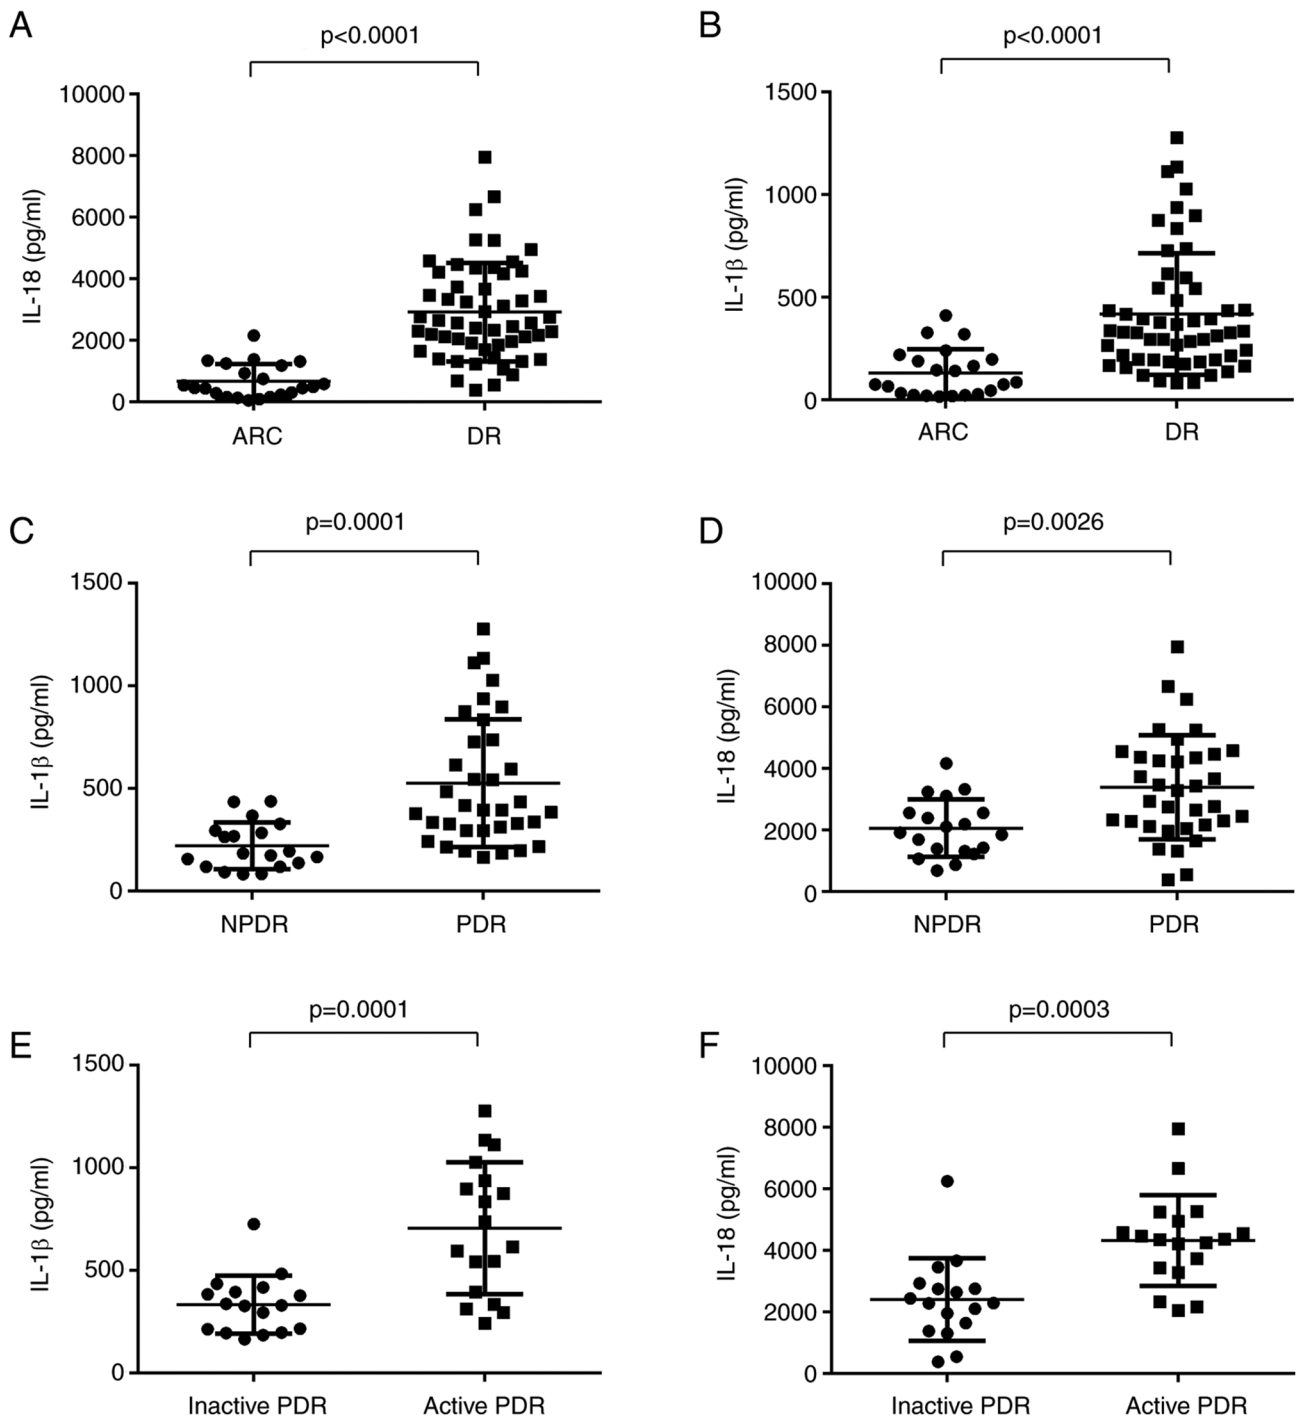 A
p<0.0001
IL-18 (pg/ml)
10000
8000
6000
4000
2000
0
ARC
DR
B
p<0.0001
IL-1β (pg/ml)
1500
1000
500
0
ARC
DR
C
p=0.0001
IL-1β (pg/ml)
1500
1000
500
0
NPDR
PDR
D
p=0.0026
IL-18 (pg/ml)
10000
8000
6000
4000
2000
0
NPDR
PDR
E
p=0.0001
IL-1β (pg/ml)
1500
1000
500
0
Inactive PDR
Active PDR
F
p=0.0003
IL-18 (pg/ml)
10000
8000
6000
4000
2000
0
Inactive PDR
Active PDR